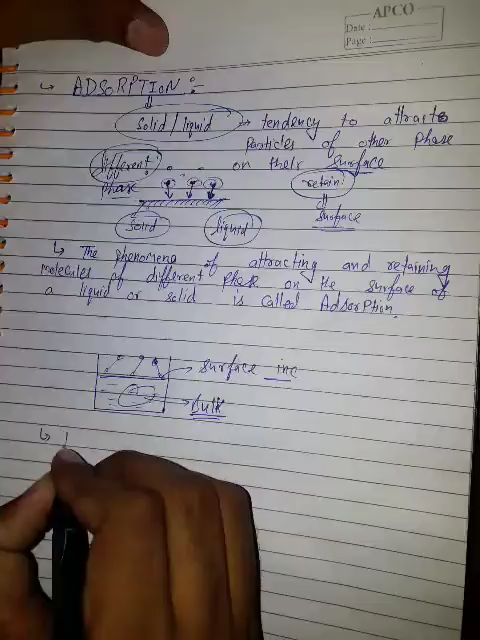 APCO
Date :
Page :
ADSORPTION :-
Solid / liquid → tendency to attracts
particles of other phase
on their surface
different
phase
retain
surface
solid
liquid
↳ The phenomena of attracting and retaining
molecules of different phase on the surface of
a liquid or solid is called Adsorption.
→ surface inc
→ Bulk